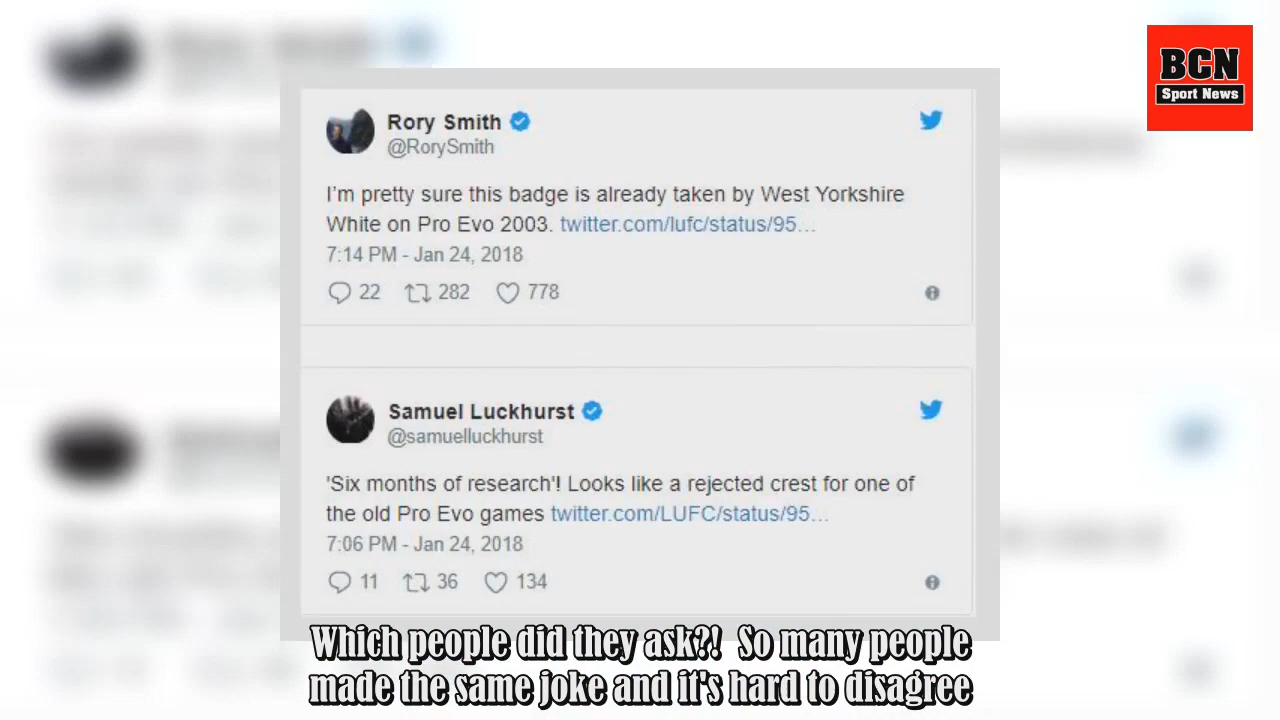 BCN
Sport News
Rory Smith
@RorySmith
I'm pretty sure this badge is already taken by West Yorkshire
White on Pro Evo 2003. twitter.com/lufc/status/95…
7:14 PM - Jan 24, 2018
22 282 778
Samuel Luckhurst
@samuelluckhurst
'Six months of research'! Looks like a rejected crest for one of
the old Pro Evo games twitter.com/LUFC/status/95…
7:06 PM - Jan 24, 2018
11 36 134
Which people did they ask?! So many people
made the same joke and it's hard to disagree